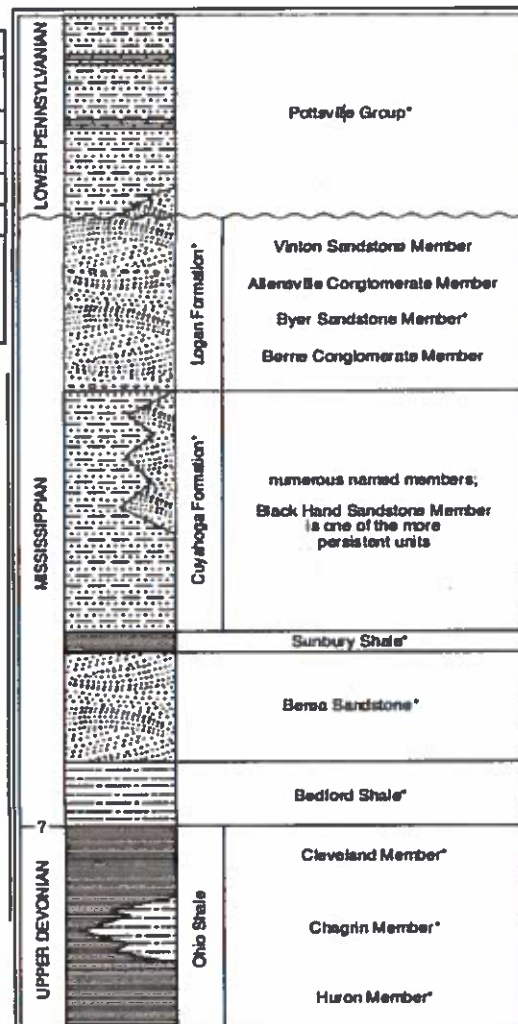 LOWER PENNSYLVANIAN
Pottsville Group*
MISSISSIPPIAN
Logan Formation*
Vinton Sandstone Member
Allensville Conglomerate Member
Byer Sandstone Member*
Berne Conglomerate Member
Cuyahoga Formation*
numerous named members;
Black Hand Sandstone Member
is one of the more
persistent units
Sunbury Shale*
Berea Sandstone*
Bedford Shale*
?
UPPER DEVONIAN
Ohio Shale
Cleveland Member*
Chagrin Member*
Huron Member*